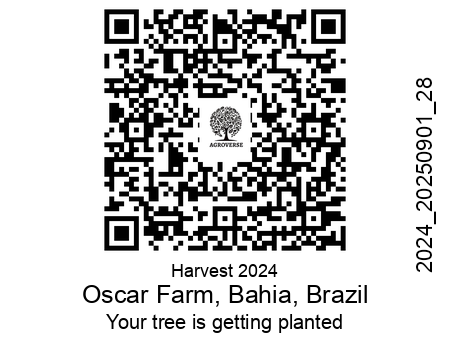 AGROVERSE
Harvest 2024
Oscar Farm, Bahia, Brazil
Your tree is getting planted
2024_20250901_28